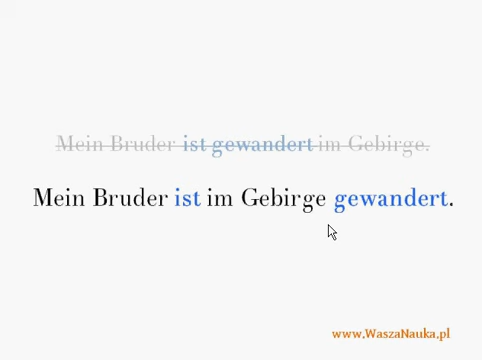 Mein Bruder ist gewandert im Gebirge.
Mein Bruder ist im Gebirge gewandert.
www.WaszaNauka.pl